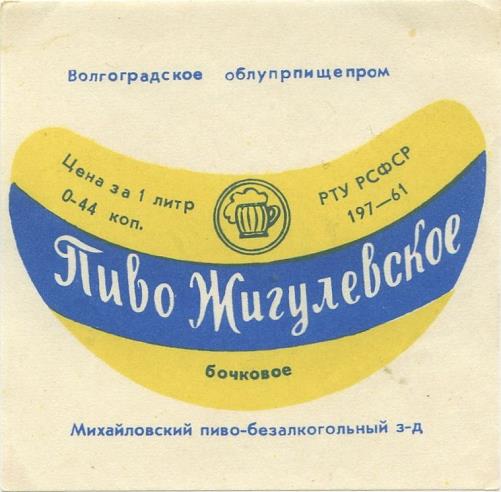 Волгоградское облупрпищепром
Цена за 1 литр
0-44 коп.
РТУ РСФСР
197—61
Пиво Жигулевское
бочковое
Михайловский пиво-безалкогольный з-д